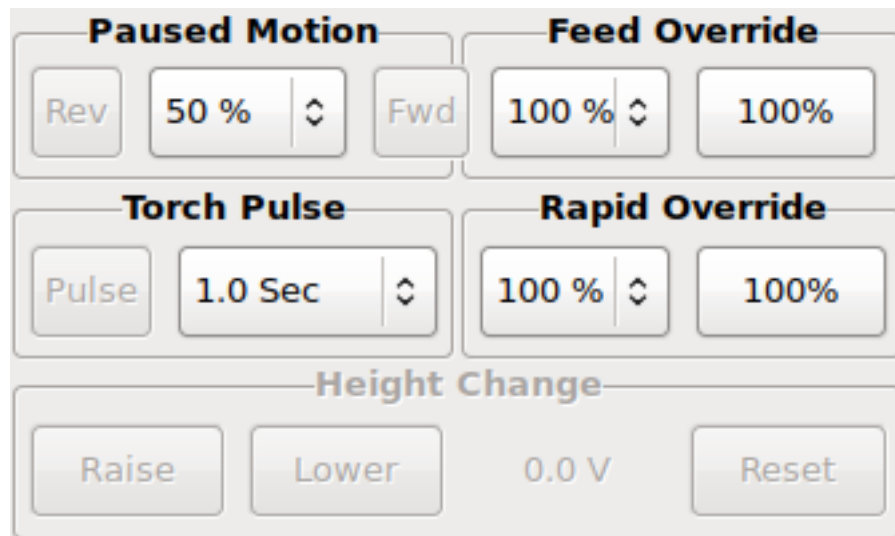 Paused Motion
Rev 50 % Fwd
Feed Override
100 % 100%
Torch Pulse
Pulse 1.0 Sec
Rapid Override
100 % 100%
Height Change
Raise Lower 0.0 V Reset